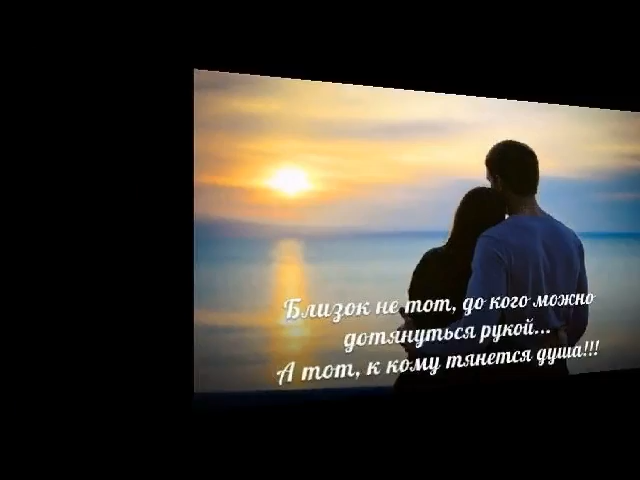 Близок не тот, до кого можно
дотянуться рукой...
А тот, к кому тянется душа!!!